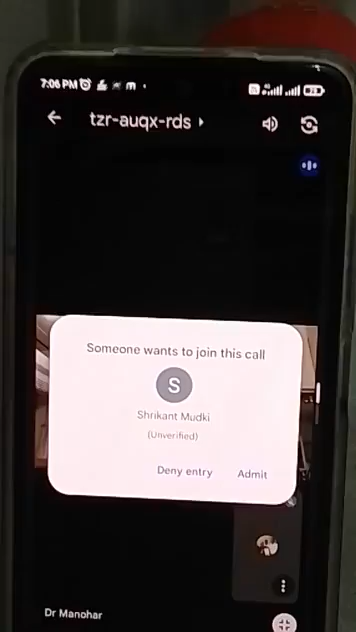 7:06 PM
tzr-auqx-rds
Someone wants to join this call
S
Shrikant Mudki
(Unverified)
Deny entry Admit
Dr Manohar